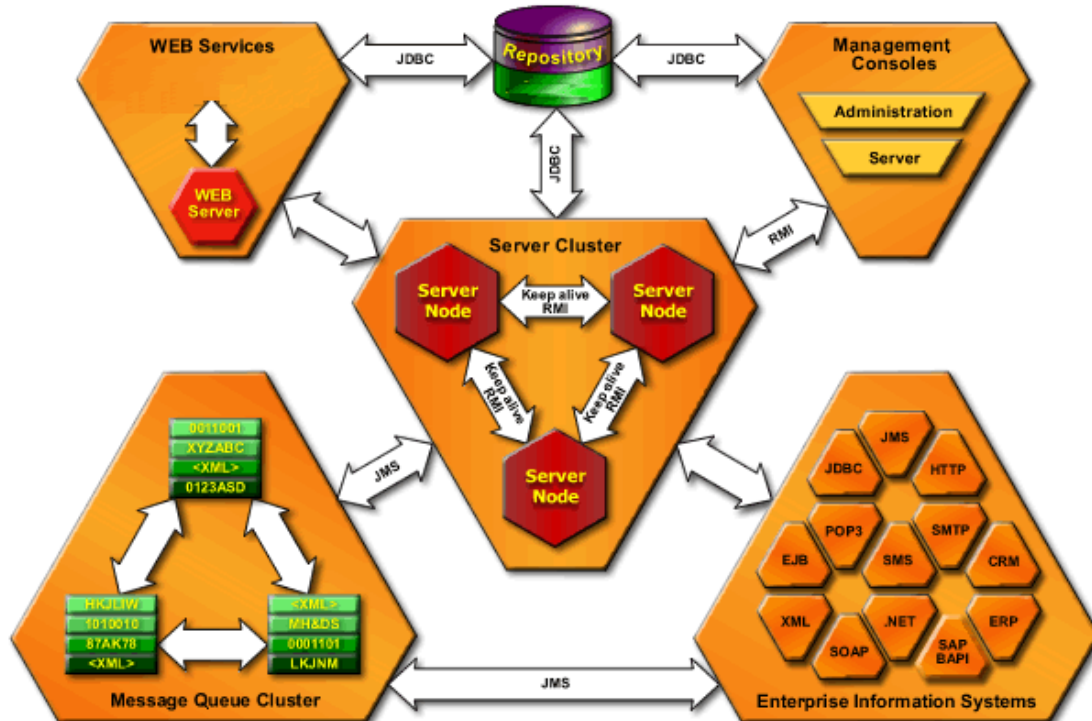 WEB Services
JDBC
Repository
JDBC
Management
Consoles
Administration
Server
WEB
Server
JDBC
RMI
Server Cluster
Server
Node
Keep alive
RMI
Server
Node
Keep alive
RMI
Keep alive
RMI
Server
Node
0011001
XYZABC
<XML>
0123ASD
JMS
HKJLIW
1010010
87AK78
<XML>
<XML>
MH&DS
0001101
LKJNM
Message Queue Cluster
JMS
JMS
JDBC
HTTP
POP3
SMTP
EJB
SMS
CRM
XML
.NET
ERP
SOAP
SAP
BAPI
Enterprise Information Systems